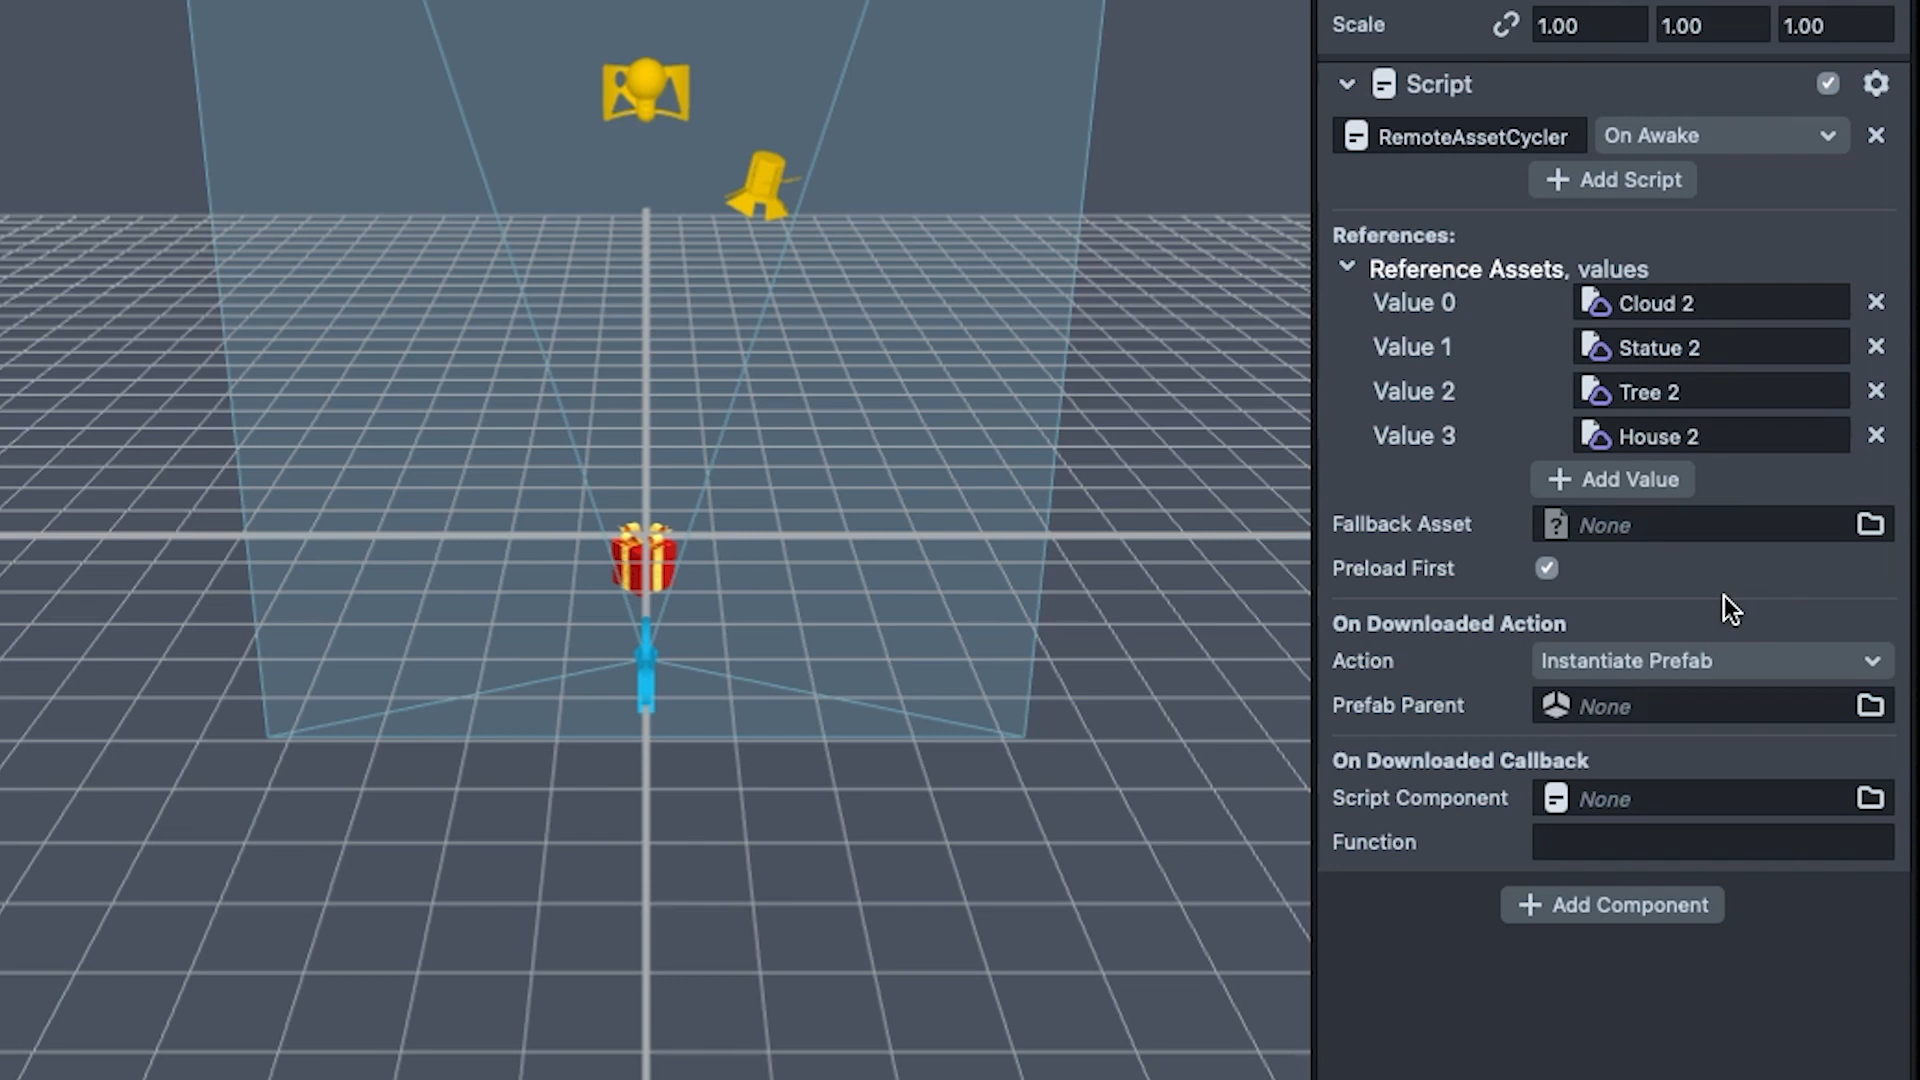 Scale 1.00 1.00 1.00
Script
RemoteAssetCycler On Awake
Add Script
References:
Reference Assets, values
Value 0 Cloud 2
Value 1 Statue 2
Value 2 Tree 2
Value 3 House 2
Add Value
Fallback Asset None
Preload First
On Downloaded Action
Action Instantiate Prefab
Prefab Parent None
On Downloaded Callback
Script Component None
Function
Add Component